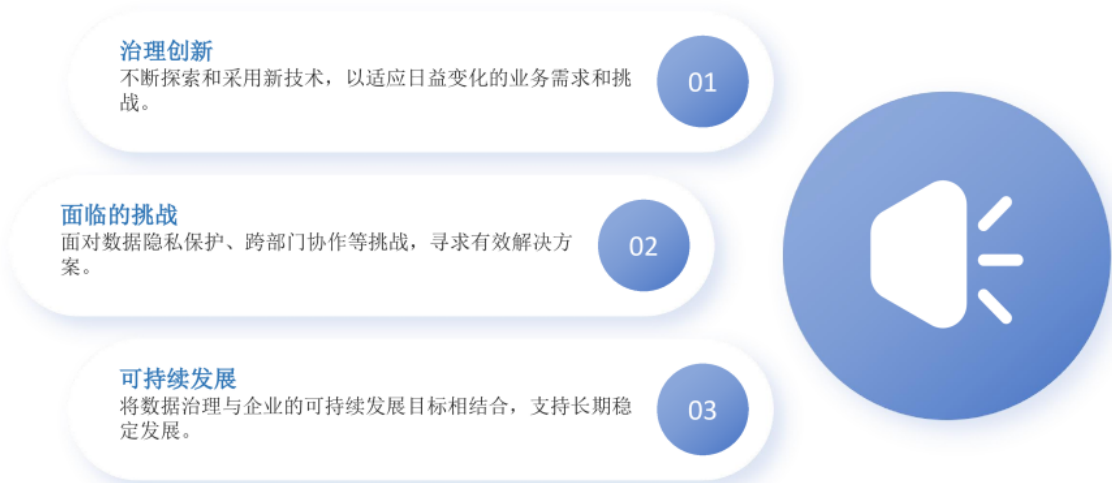 治理创新
不断探索和采用新技术，以适应日益变化的业务需求和挑
战。
01
面临的挑战
面对数据隐私保护、跨部门协作等挑战，寻求有效解决方
案。
02
可持续发展
将数据治理与企业的可持续发展目标相结合，支持长期稳
定发展。
03